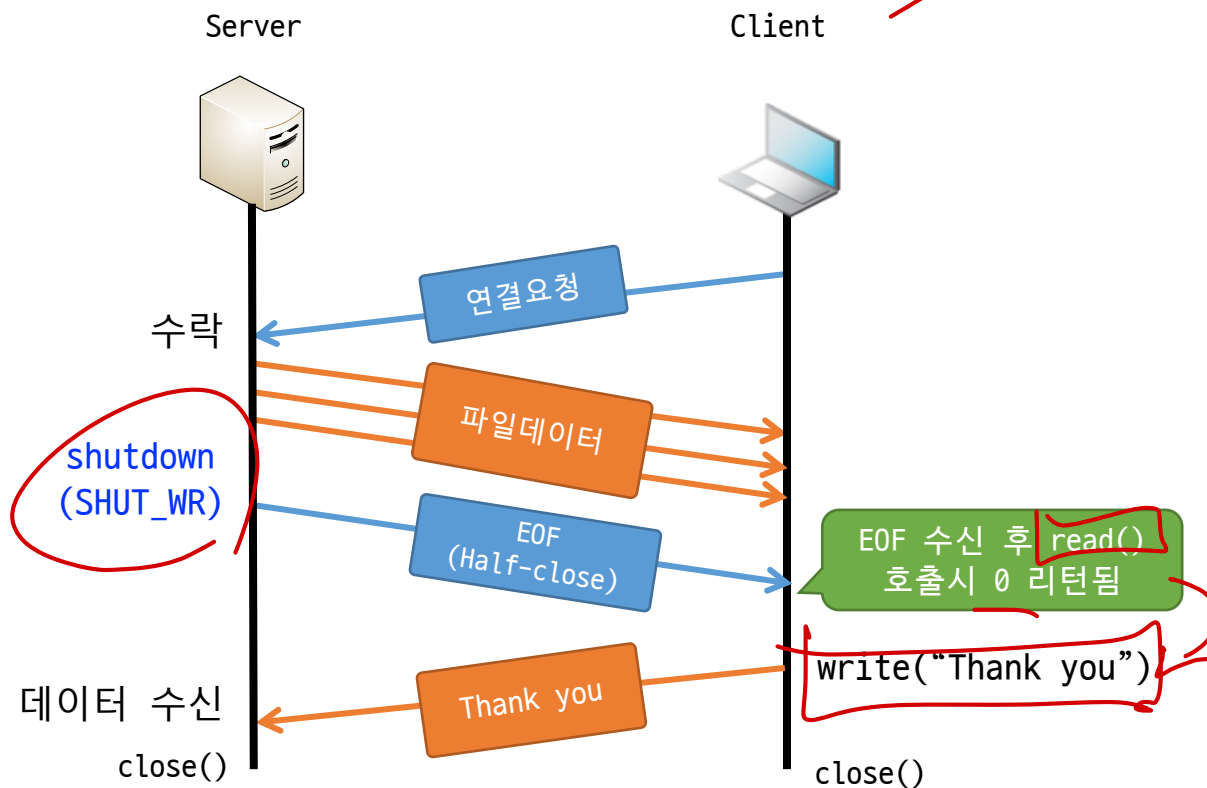 Server
Client
연결요청
수락
파일데이터
shutdown
(SHUT_WR)
EOF
(Half-close)
EOF 수신 후 read()
호출시 0 리턴됨
write(“Thank you”)
Thank you
데이터 수신
close()
close()